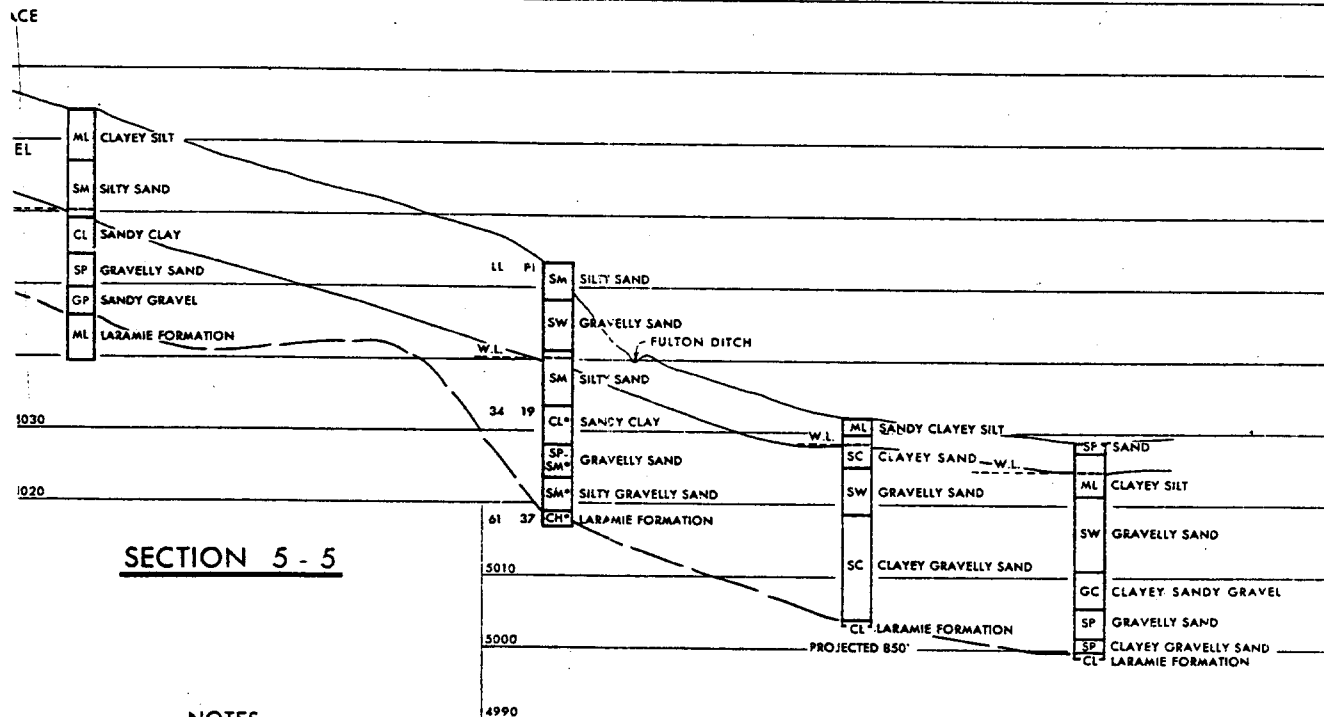 ACE
EL
ML CLAYEY SILT
SM SILTY SAND
CL SANDY CLAY
SP GRAVELLY SAND
GP SANDY GRAVEL
ML LARAMIE FORMATION
LL PI
SM SILTY SAND
SW GRAVELLY SAND
FULTON DITCH
W.L.
SM SILTY SAND
34 19 CL* SANDY CLAY
SP-SM* GRAVELLY SAND
SM* SILTY GRAVELLY SAND
61 37 CH* LARAMIE FORMATION
ML SANDY CLAYEY SILT
W.L.
SC CLAYEY SAND
SW GRAVELLY SAND
SC CLAYEY GRAVELLY SAND
CL LARAMIE FORMATION
PROJECTED 850'
SP SAND
W.L.
ML CLAYEY SILT
SW GRAVELLY SAND
GC CLAYEY SANDY GRAVEL
SP GRAVELLY SAND
SP CLAYEY GRAVELLY SAND
CL LARAMIE FORMATION
5030
5020
5010
5000
4990
SECTION 5 - 5
NOTES